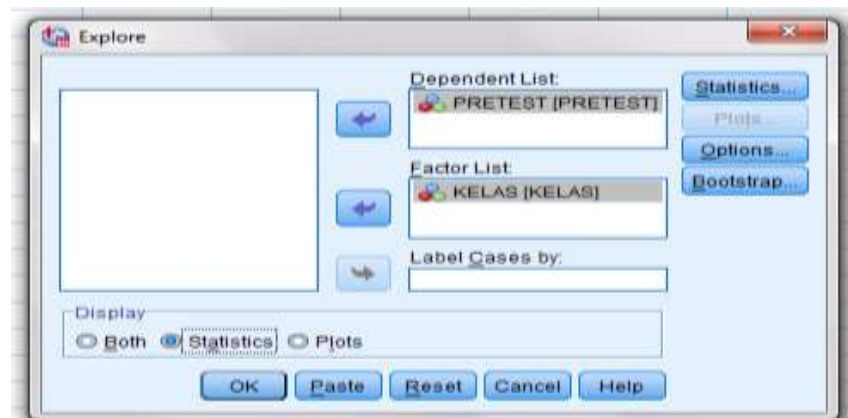 Explore
Dependent List:
PRETEST [PRETEST]
Factor List:
KELAS [KELAS]
Label Cases by:
Statistics...
Plots...
Options...
Bootstrap...
Display
Both Statistics Plots
OK Paste Reset Cancel Help